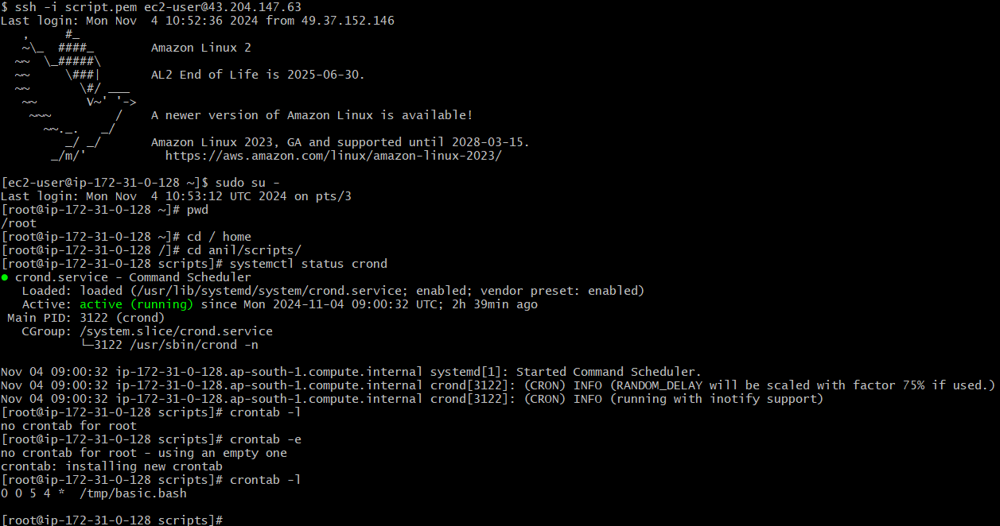 $ ssh -i script.pem ec2-user@43.204.147.63
Last login: Mon Nov  4 10:52:36 2024 from 49.37.152.146
   ,     #_
   ~\_  ####_        Amazon Linux 2
  ~~  \_#####\
  ~~     \###|       AL2 End of Life is 2025-06-30.
  ~~       \#/ ___
   ~~       V~' '->
    ~~~         /    A newer version of Amazon Linux is available!
      ~~._.   _/
         _/ _/       Amazon Linux 2023, GA and supported until 2028-03-15.
       _/m/'           https://aws.amazon.com/linux/amazon-linux-2023/
[ec2-user@ip-172-31-0-128 ~]$ sudo su -
Last login: Mon Nov  4 10:53:12 UTC 2024 on pts/3
[root@ip-172-31-0-128 ~]# pwd
/root
[root@ip-172-31-0-128 ~]# cd / home
[root@ip-172-31-0-128 /]# cd anil/scripts/
[root@ip-172-31-0-128 scripts]# systemctl status crond
● crond.service - Command Scheduler
   Loaded: loaded (/usr/lib/systemd/system/crond.service; enabled; vendor preset: enabled)
   Active: active (running) since Mon 2024-11-04 09:00:32 UTC; 2h 39min ago
 Main PID: 3122 (crond)
   CGroup: /system.slice/crond.service
           └─3122 /usr/sbin/crond -n
Nov 04 09:00:32 ip-172-31-0-128.ap-south-1.compute.internal systemd[1]: Started Command Scheduler.
Nov 04 09:00:32 ip-172-31-0-128.ap-south-1.compute.internal crond[3122]: (CRON) INFO (RANDOM_DELAY will be scaled with factor 75% if used.)
Nov 04 09:00:32 ip-172-31-0-128.ap-south-1.compute.internal crond[3122]: (CRON) INFO (running with inotify support)
[root@ip-172-31-0-128 scripts]# crontab -l
no crontab for root
[root@ip-172-31-0-128 scripts]# crontab -e
no crontab for root - using an empty one
crontab: installing new crontab
[root@ip-172-31-0-128 scripts]# crontab -l
0 0 5 4 *  /tmp/basic.bash
[root@ip-172-31-0-128 scripts]#